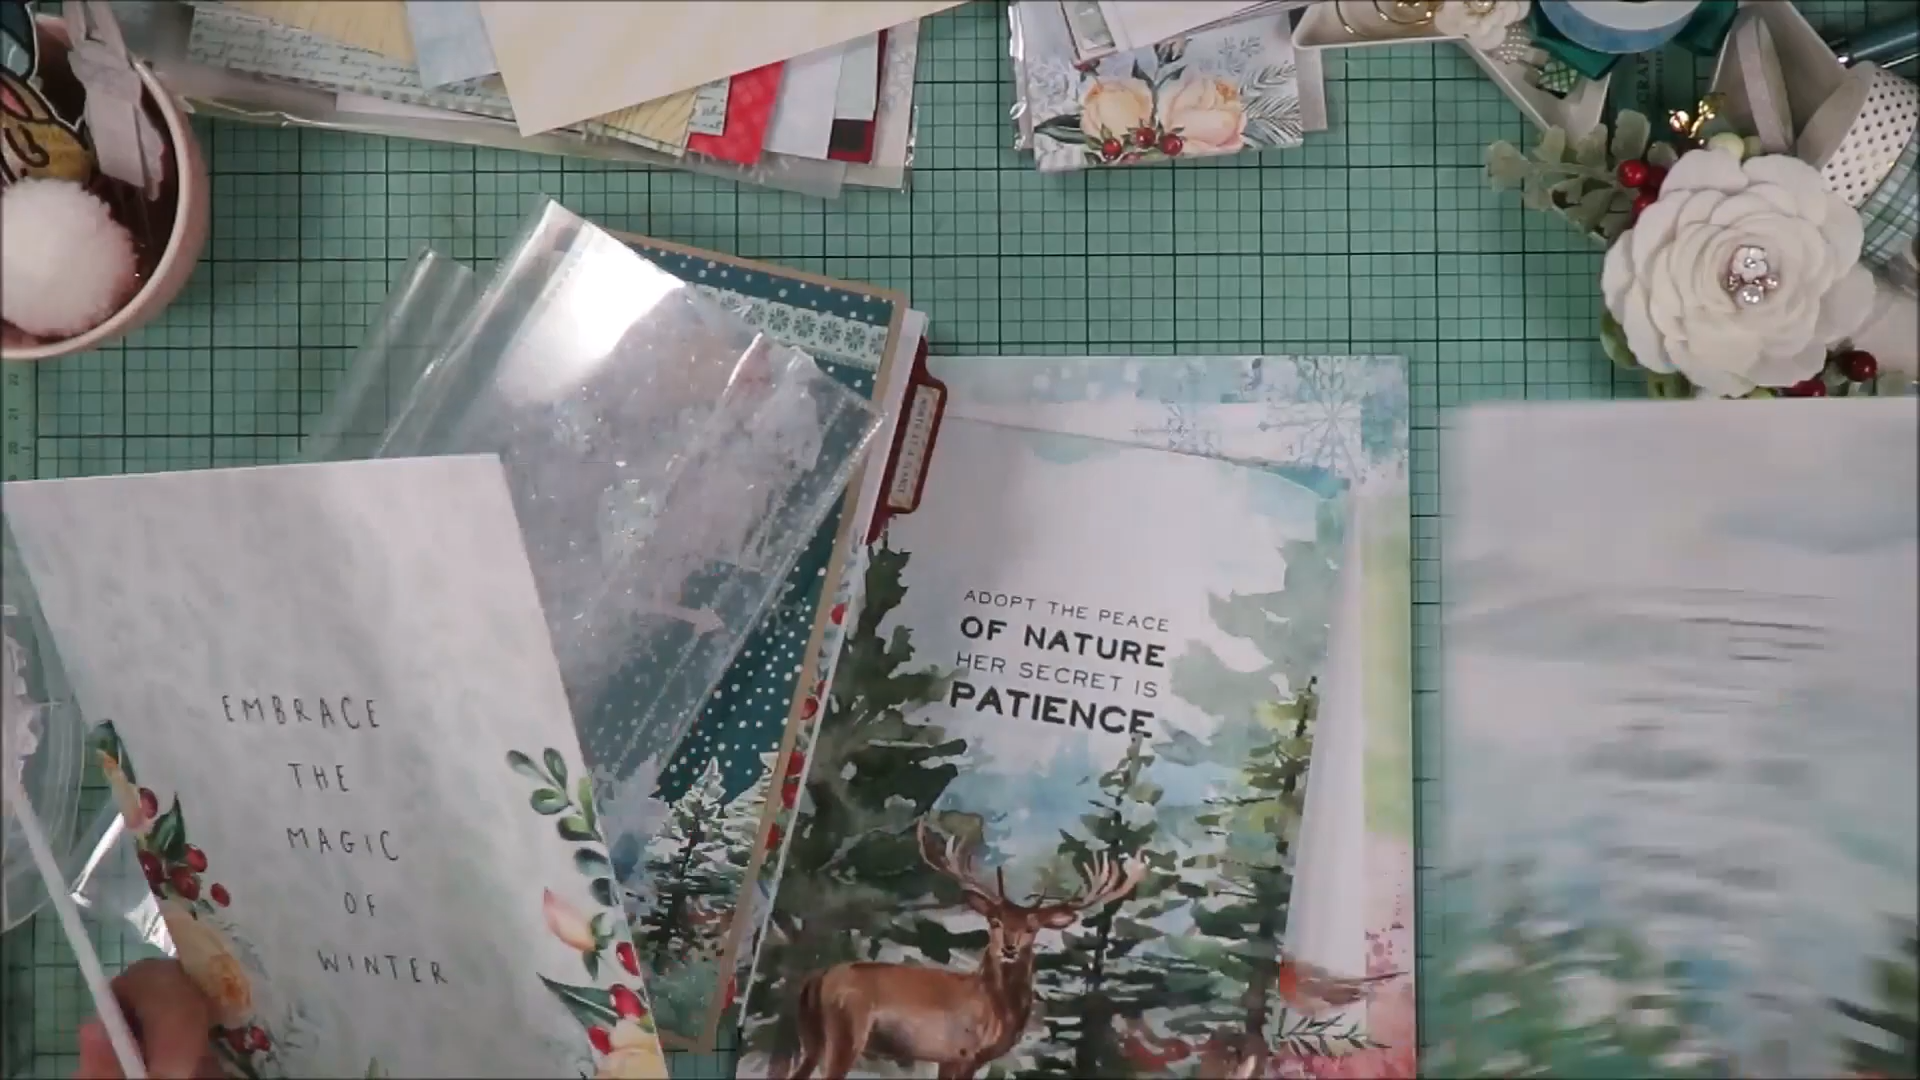 EMBRACE
THE
MAGIC
OF
WINTER
ADOPT THE PEACE
OF NATURE
HER SECRET IS
PATIENCE